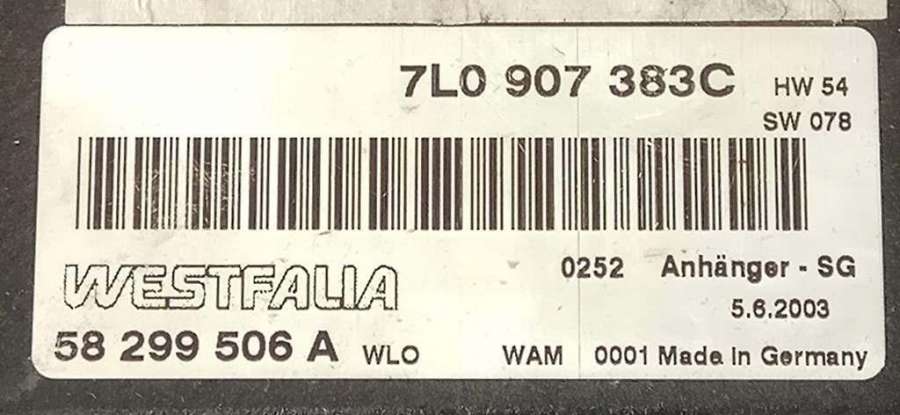 7L0 907 383C HW 54
SW 078
WESTFALIA 0252 Anhänger - SG
5.6.2003
58 299 506 A WLO WAM 0001 Made in Germany